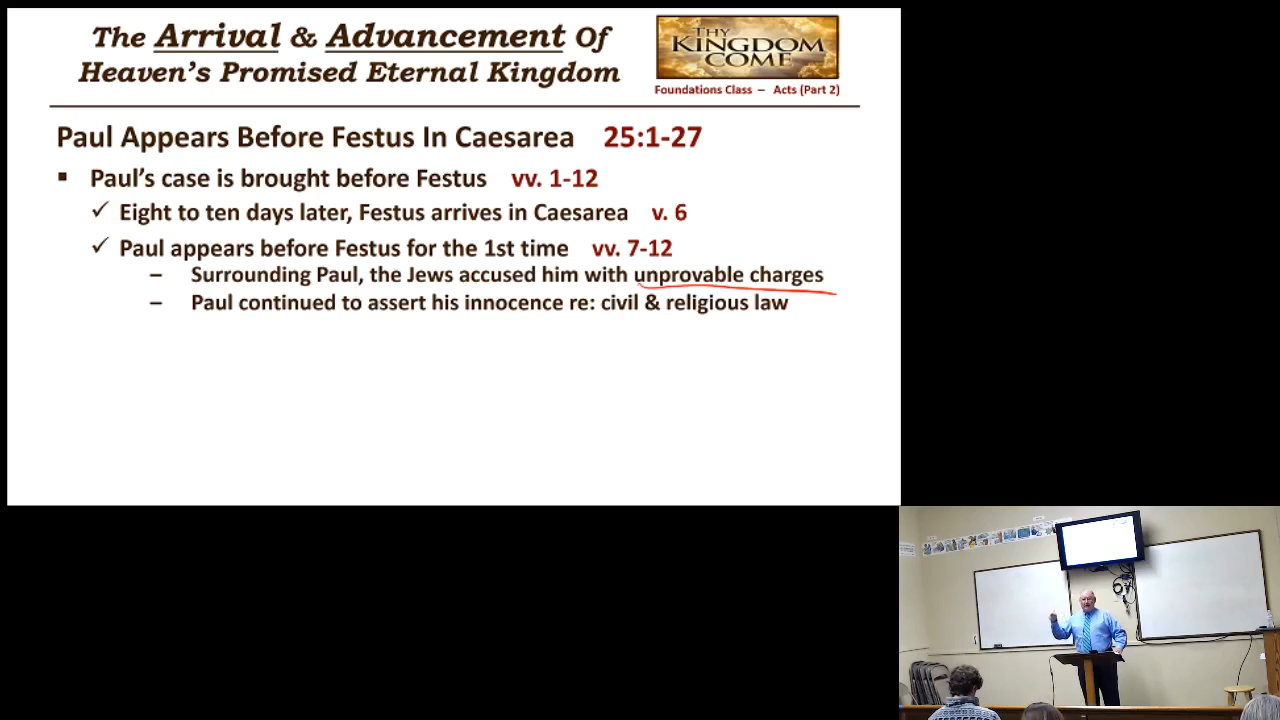 The Arrival & Advancement Of
Heaven's Promised Eternal Kingdom
THY
KINGDOM
COME
Foundations Class – Acts (Part 2)
Paul Appears Before Festus In Caesarea 25:1-27
▪ Paul's case is brought before Festus vv. 1-12
✓ Eight to ten days later, Festus arrives in Caesarea v. 6
✓ Paul appears before Festus for the 1st time vv. 7-12
– Surrounding Paul, the Jews accused him with unprovable charges
– Paul continued to assert his innocence re: civil & religious law